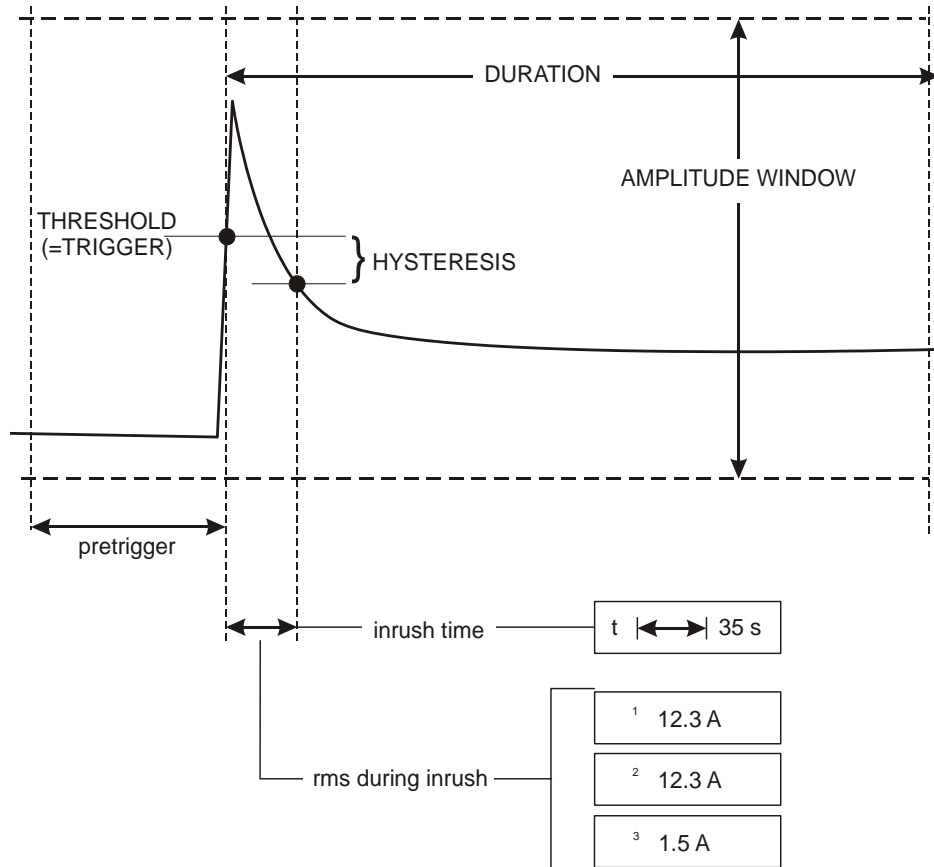 DURATION
AMPLITUDE WINDOW
THRESHOLD
(=TRIGGER)
HYSTERESIS
pretrigger
inrush time
t 35 s
1 12.3 A
rms during inrush
2 12.3 A
3 1.5 A